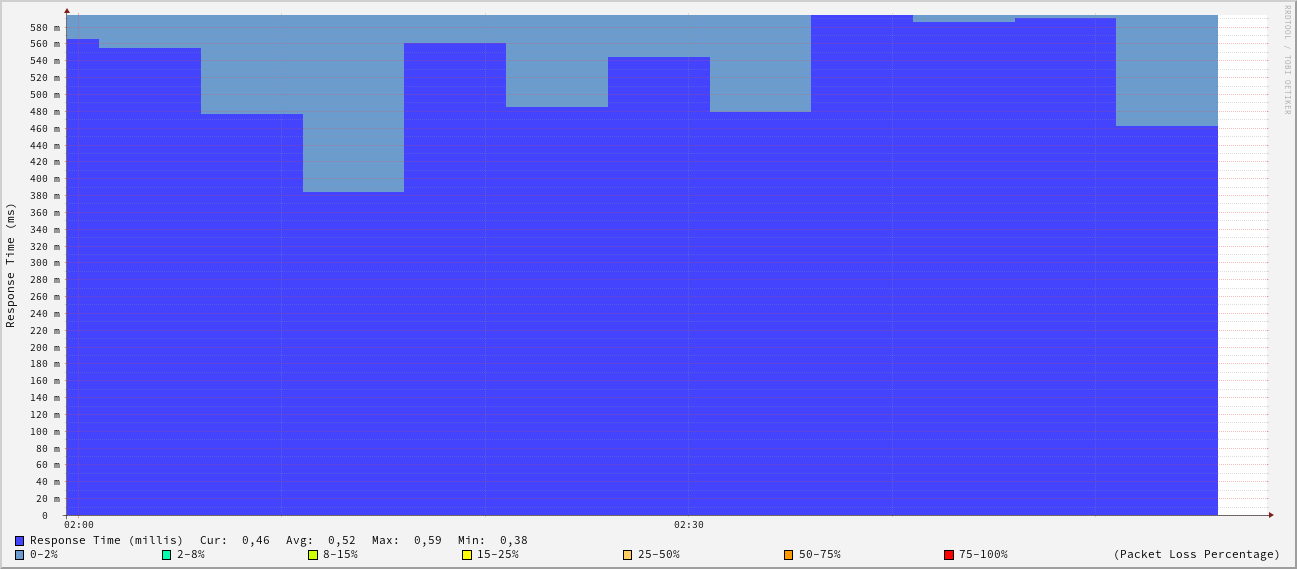 RRDTOOL / TOBI OETIKER
Response Time (ms)
580 m
560 m
540 m
520 m
500 m
480 m
460 m
440 m
420 m
400 m
380 m
360 m
340 m
320 m
300 m
280 m
260 m
240 m
220 m
200 m
180 m
160 m
140 m
120 m
100 m
80 m
60 m
40 m
20 m
0
02:00 02:30
Response Time (millis) Cur: 0,46 Avg: 0,52 Max: 0,59 Min: 0,38
0-2% 2-8% 8-15% 15-25% 25-50% 50-75% 75-100% (Packet Loss Percentage)